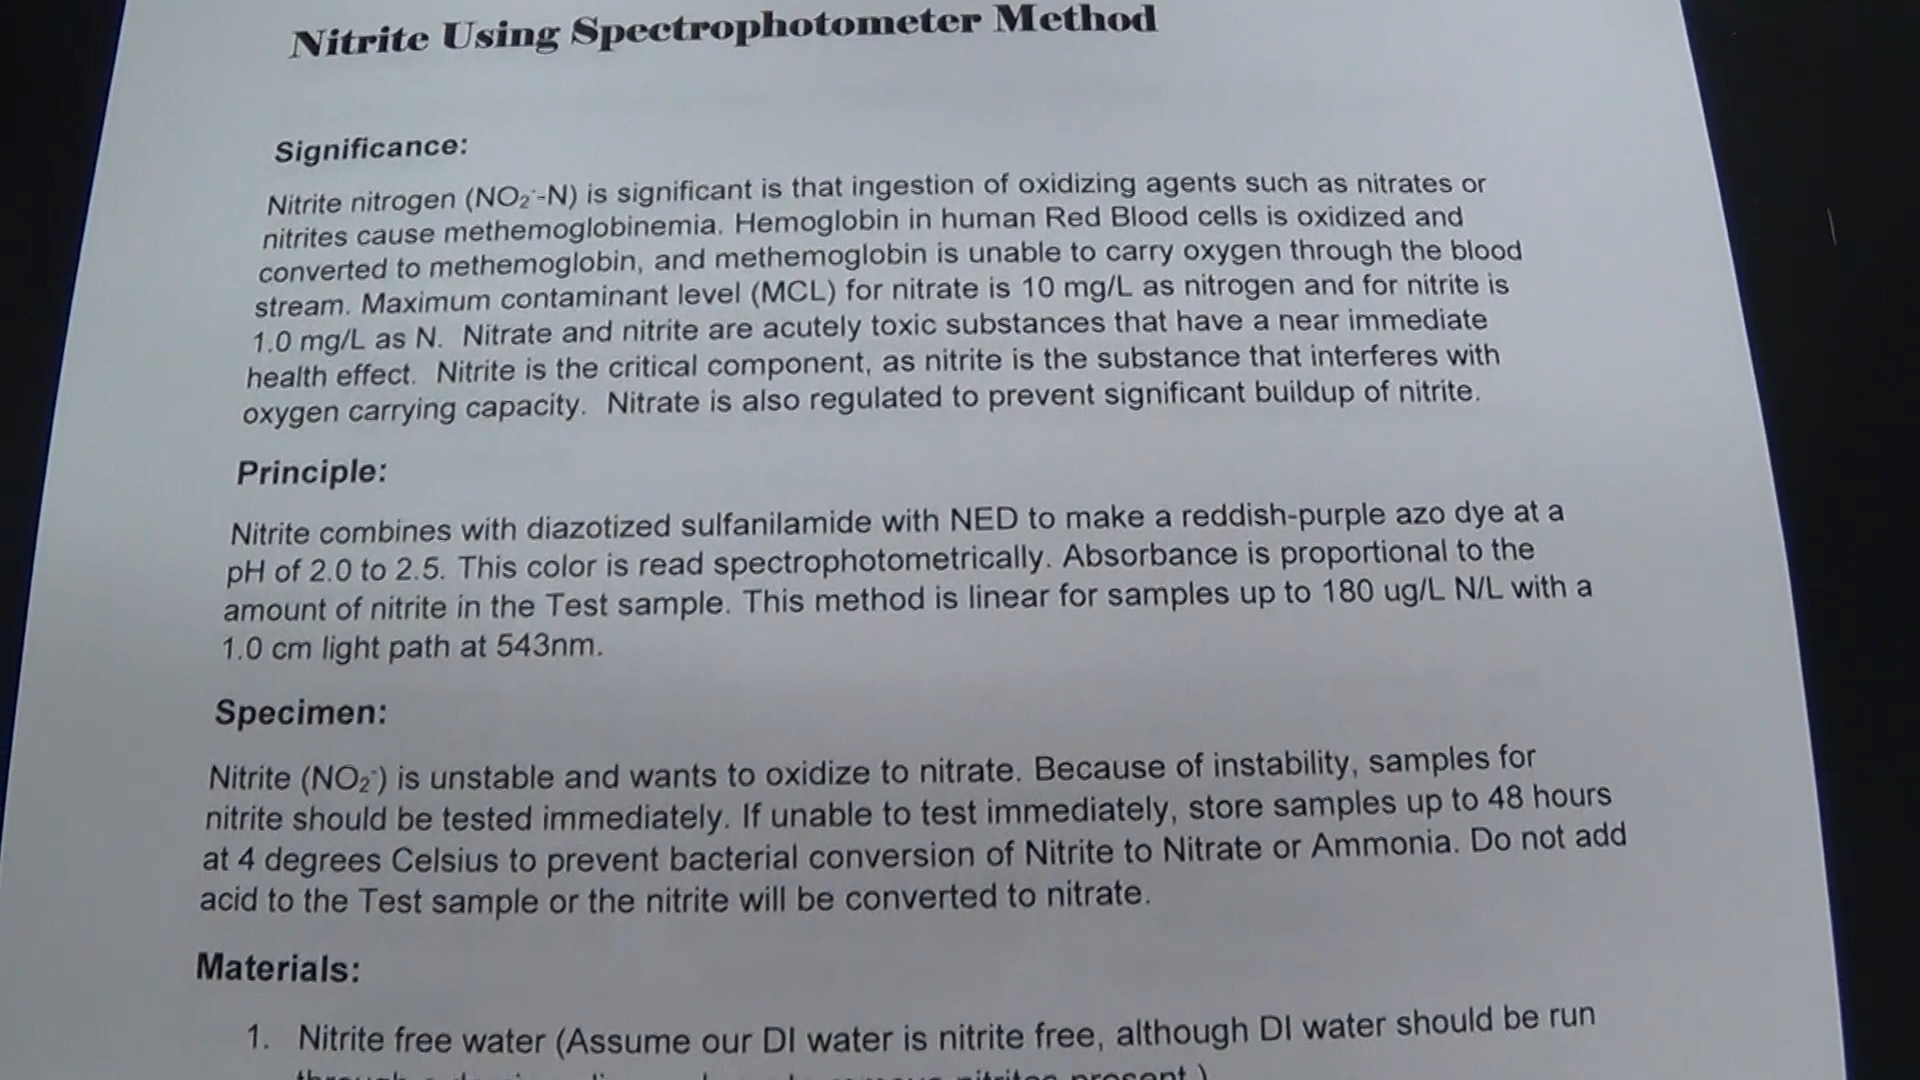 Nitrite Using Spectrophotometer Method
Significance:
Nitrite nitrogen (NO₂⁻-N) is significant is that ingestion of oxidizing agents such as nitrates or
nitrites cause methemoglobinemia. Hemoglobin in human Red Blood cells is oxidized and
converted to methemoglobin, and methemoglobin is unable to carry oxygen through the blood
stream. Maximum contaminant level (MCL) for nitrate is 10 mg/L as nitrogen and for nitrite is
1.0 mg/L as N. Nitrate and nitrite are acutely toxic substances that have a near immediate
health effect. Nitrite is the critical component, as nitrite is the substance that interferes with
oxygen carrying capacity. Nitrate is also regulated to prevent significant buildup of nitrite.
Principle:
Nitrite combines with diazotized sulfanilamide with NED to make a reddish-purple azo dye at a
pH of 2.0 to 2.5. This color is read spectrophotometrically. Absorbance is proportional to the
amount of nitrite in the Test sample. This method is linear for samples up to 180 ug/L N/L with a
1.0 cm light path at 543nm.
Specimen:
Nitrite (NO₂⁻) is unstable and wants to oxidize to nitrate. Because of instability, samples for
nitrite should be tested immediately. If unable to test immediately, store samples up to 48 hours
at 4 degrees Celsius to prevent bacterial conversion of Nitrite to Nitrate or Ammonia. Do not add
acid to the Test sample or the nitrite will be converted to nitrate.
Materials:
1. Nitrite free water (Assume our DI water is nitrite free, although DI water should be run
nitrites present.)